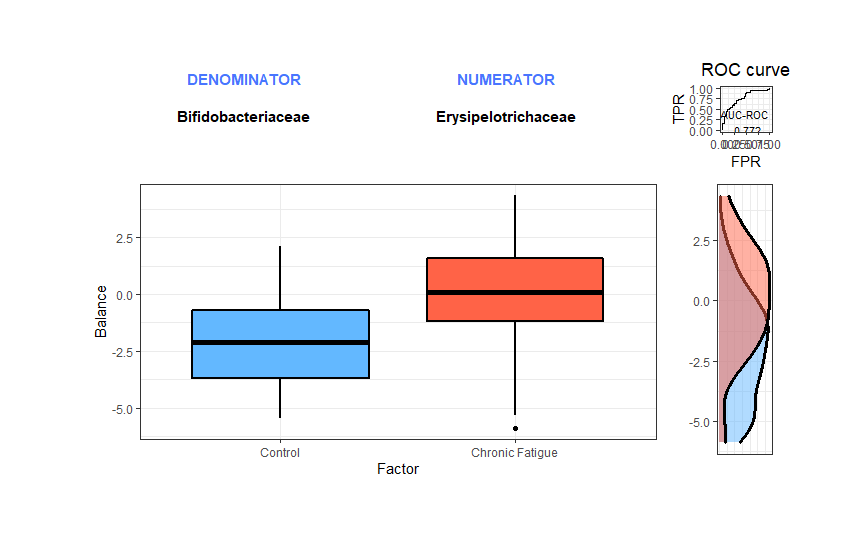 DENOMINATOR
NUMERATOR
Bifidobacteriaceae
Erysipelotrichaceae
ROC curve
TPR
1.00
0.75
0.50
0.25
0.00
AUC-ROC
0.772
FPR
Balance
2.5
0.0
-2.5
-5.0
Control
Chronic Fatigue
Factor
2.5
0.0
-2.5
-5.0